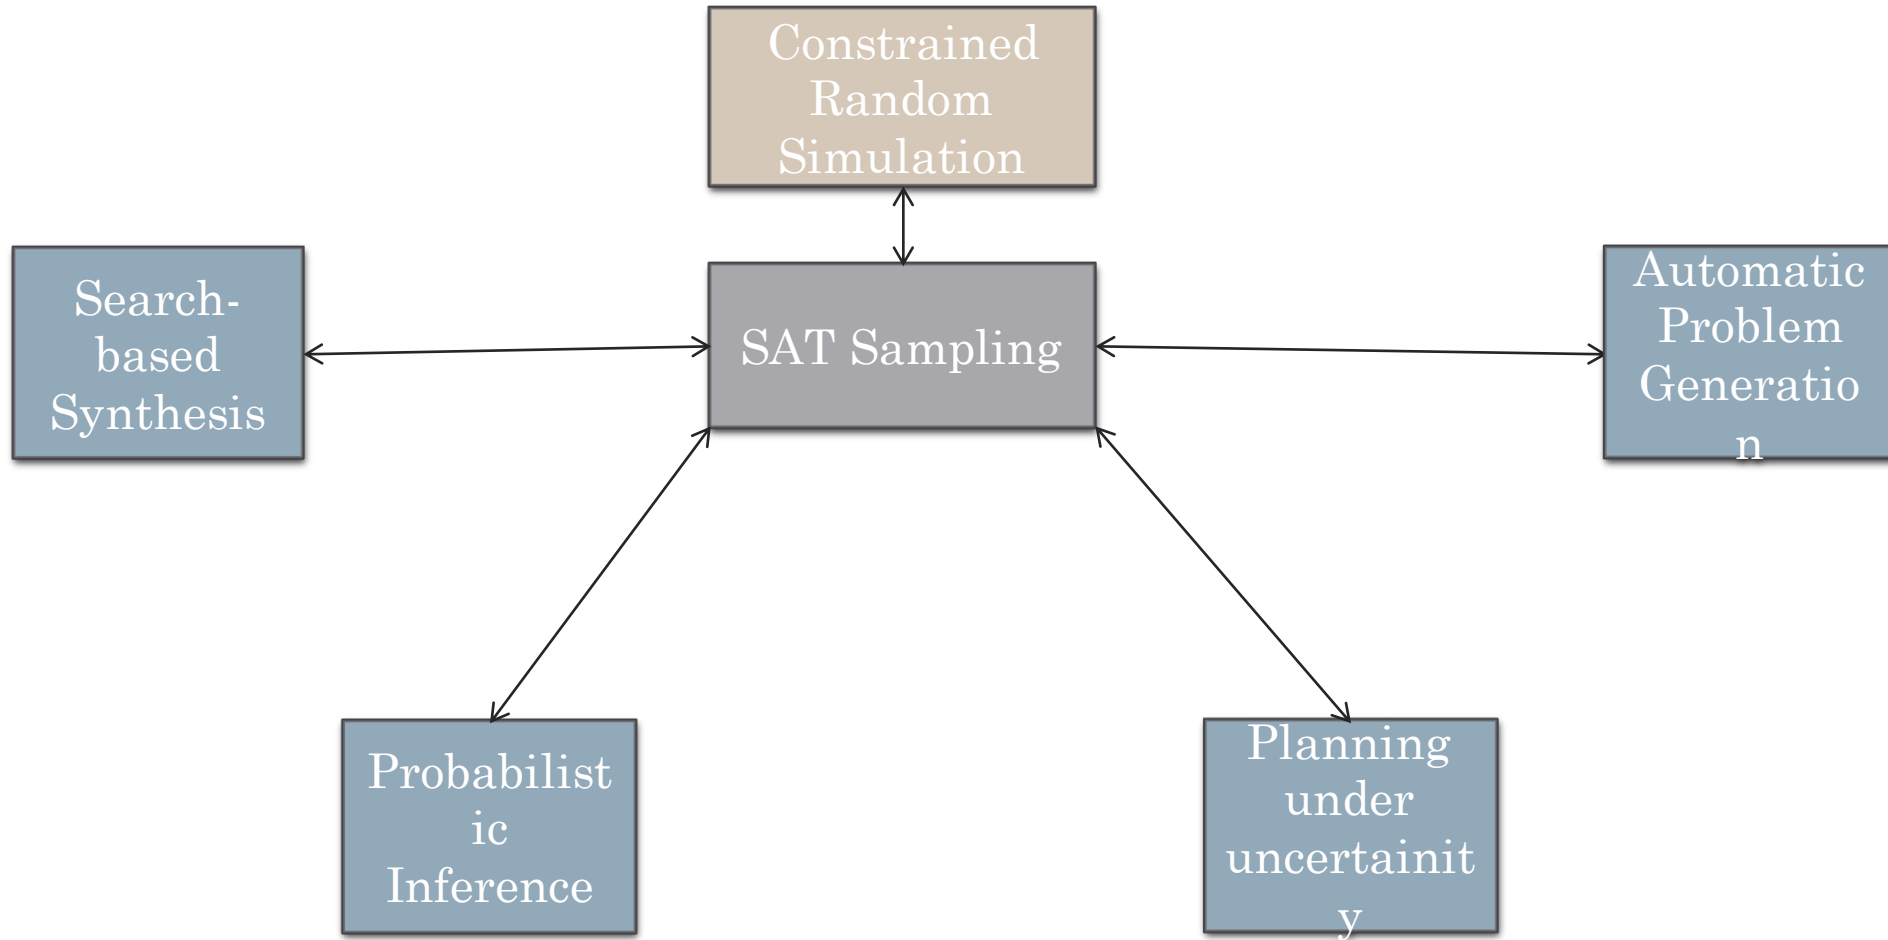 Constrained
Random
Simulation
Search-
based
Synthesis
SAT Sampling
Automatic
Problem
Generatio
n
Probabilist
ic
Inference
Planning
under
uncertainit
y